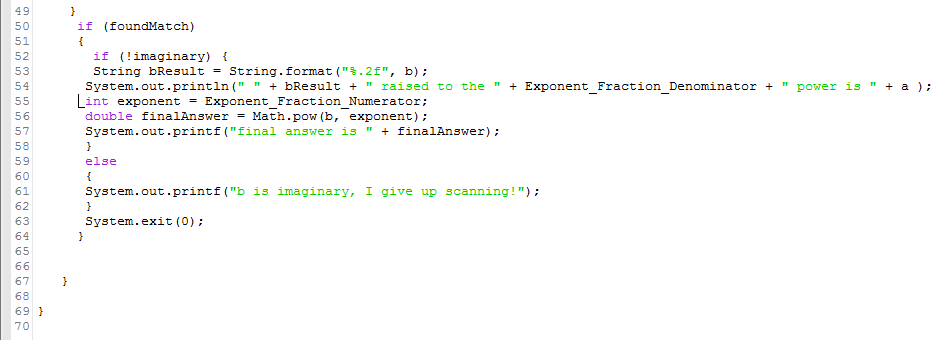 49 }
50 if (foundMatch)
51 {
52 if (!imaginary) {
53 String bResult = String.format("%.2f", b);
54 System.out.println(" " + bResult + " raised to the " + Exponent_Fraction_Denominator + " power is " + a );
55 int exponent = Exponent_Fraction_Numerator;
56 double finalAnswer = Math.pow(b, exponent);
57 System.out.printf("final answer is " + finalAnswer);
58 }
59 else
60 {
61 System.out.printf("b is imaginary, I give up scanning!");
62 }
63 System.exit(0);
64 }
65
66
67 }
68
69 }
70